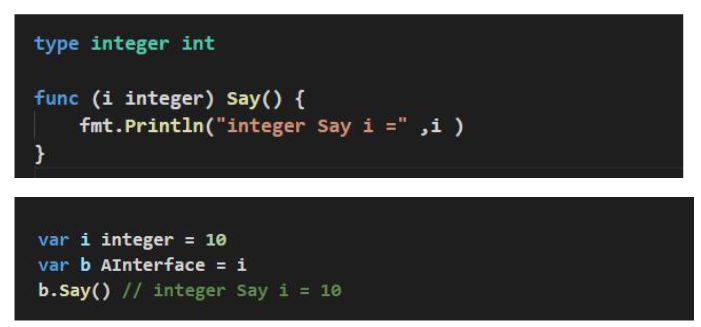 type integer int
func (i integer) Say() {
    fmt.Println("integer Say i =" ,i )
}
var i integer = 10
var b AInterface = i
b.Say() // integer Say i = 10